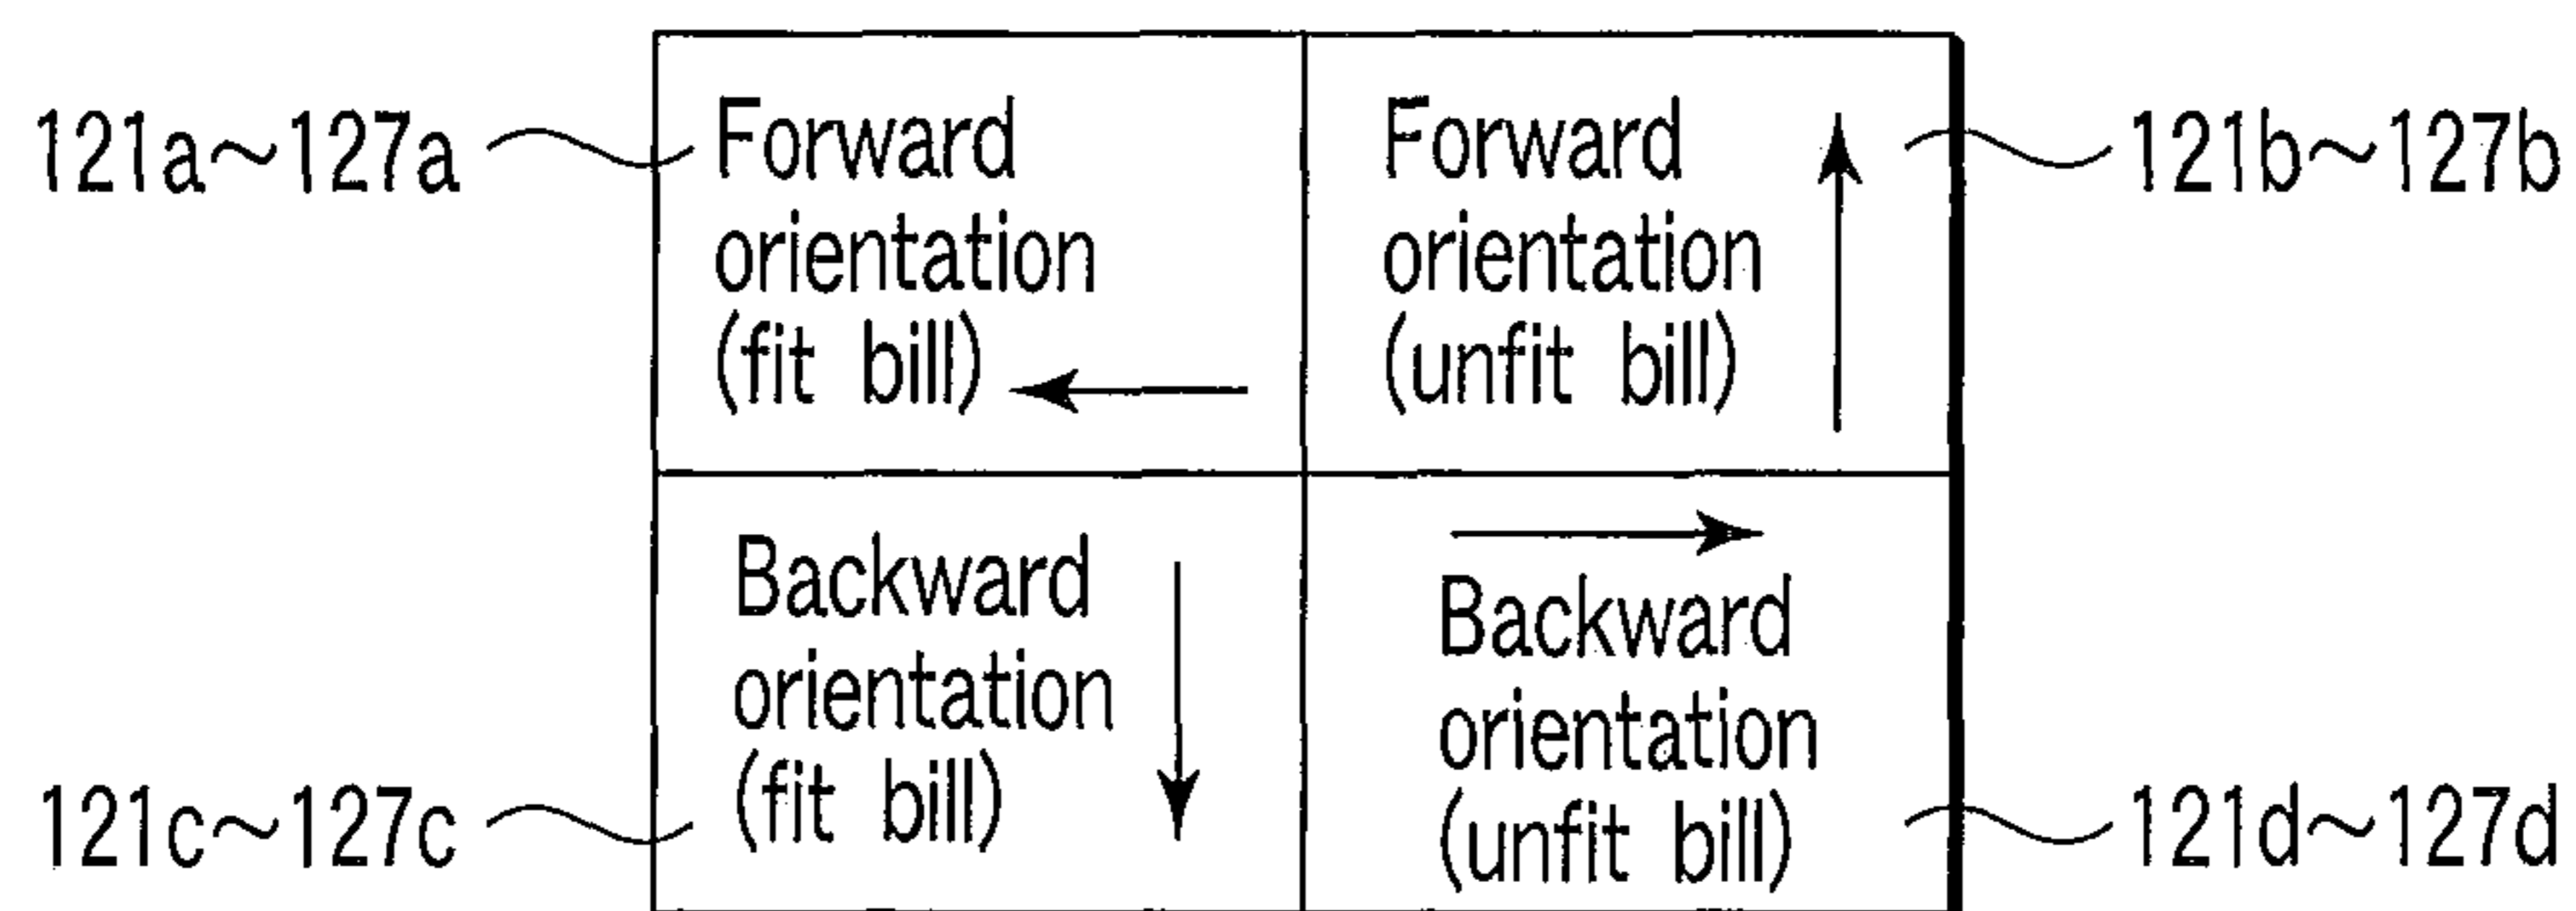 121a~127a
Forward
orientation
(fit bill)
Forward
orientation
(unfit bill)
121b~127b
121c~127c
Backward
orientation
(fit bill)
Backward
orientation
(unfit bill)
121d~127d